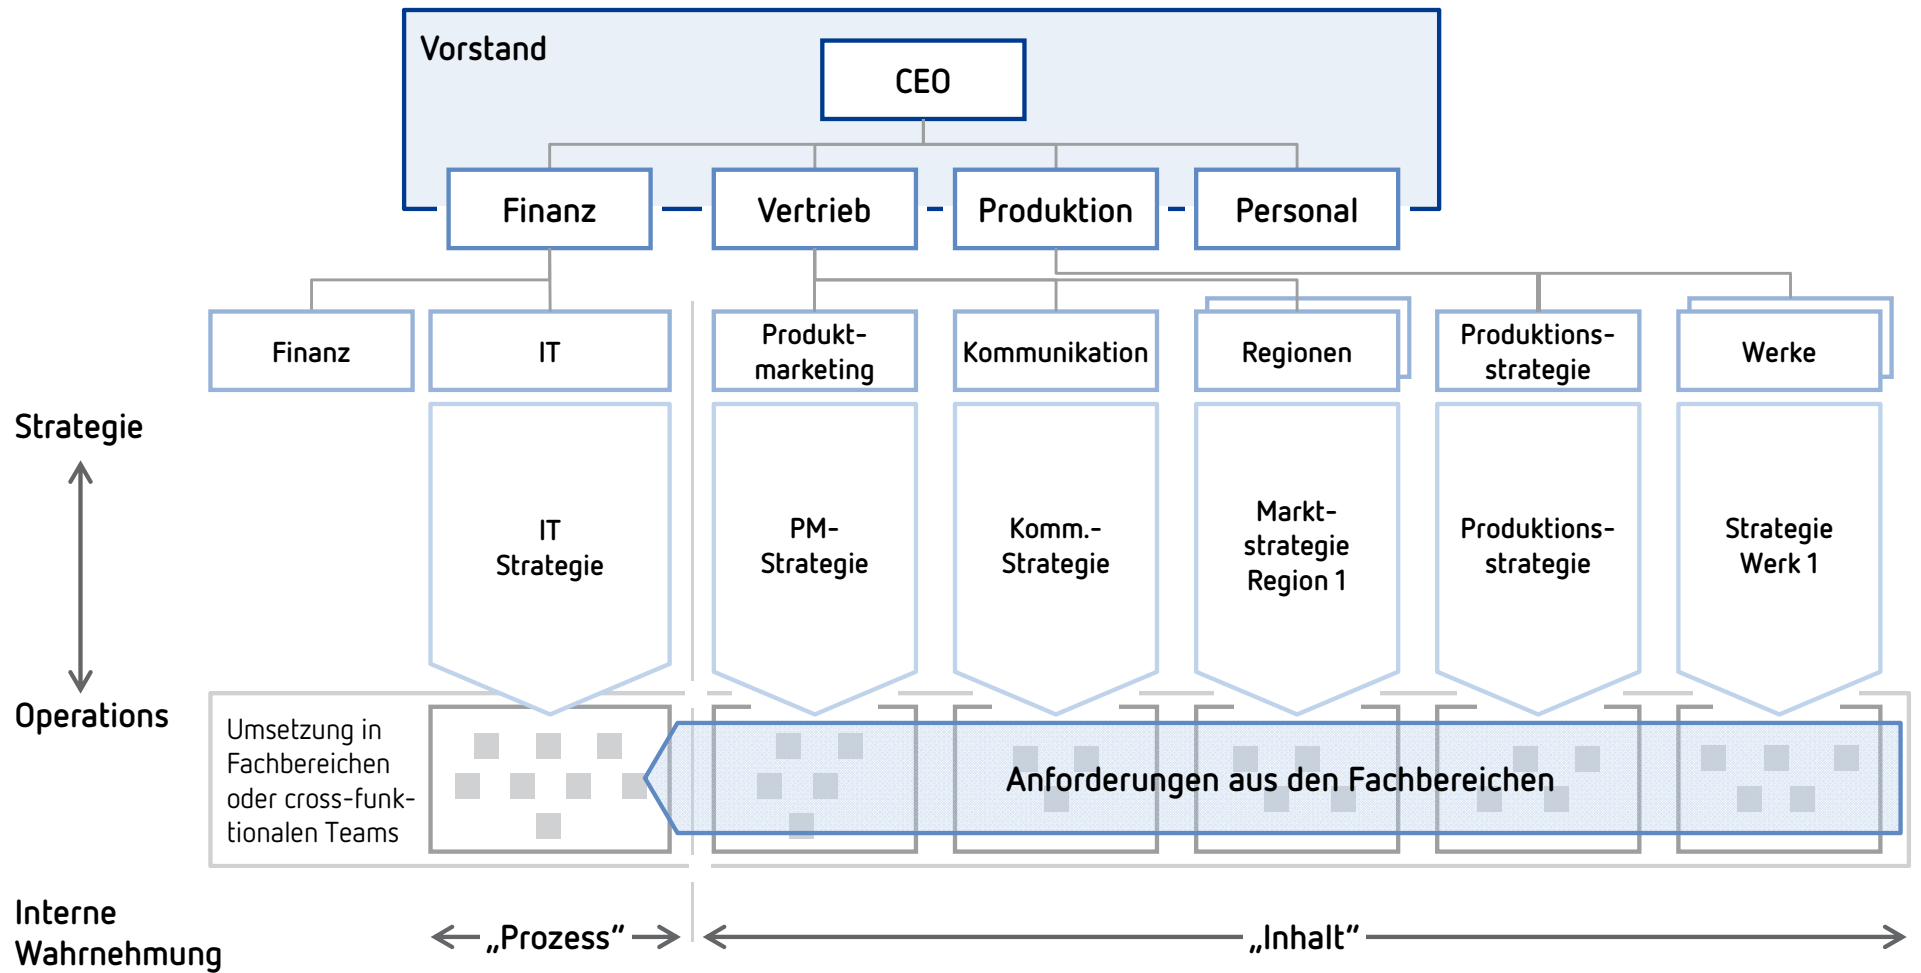 Vorstand
CEO
Finanz
Vertrieb
Produktion
Personal
Finanz
IT
Produkt-
marketing
Kommunikation
Regionen
Produktions-
strategie
Werke
Strategie
IT
Strategie
PM-
Strategie
Komm.-
Strategie
Markt-
strategie
Region 1
Produktions-
strategie
Strategie
Werk 1
Operations
Umsetzung in
Fachbereichen
oder cross-funk-
tionalen Teams
Anforderungen aus den Fachbereichen
Interne
Wahrnehmung
„Prozess“
„Inhalt“